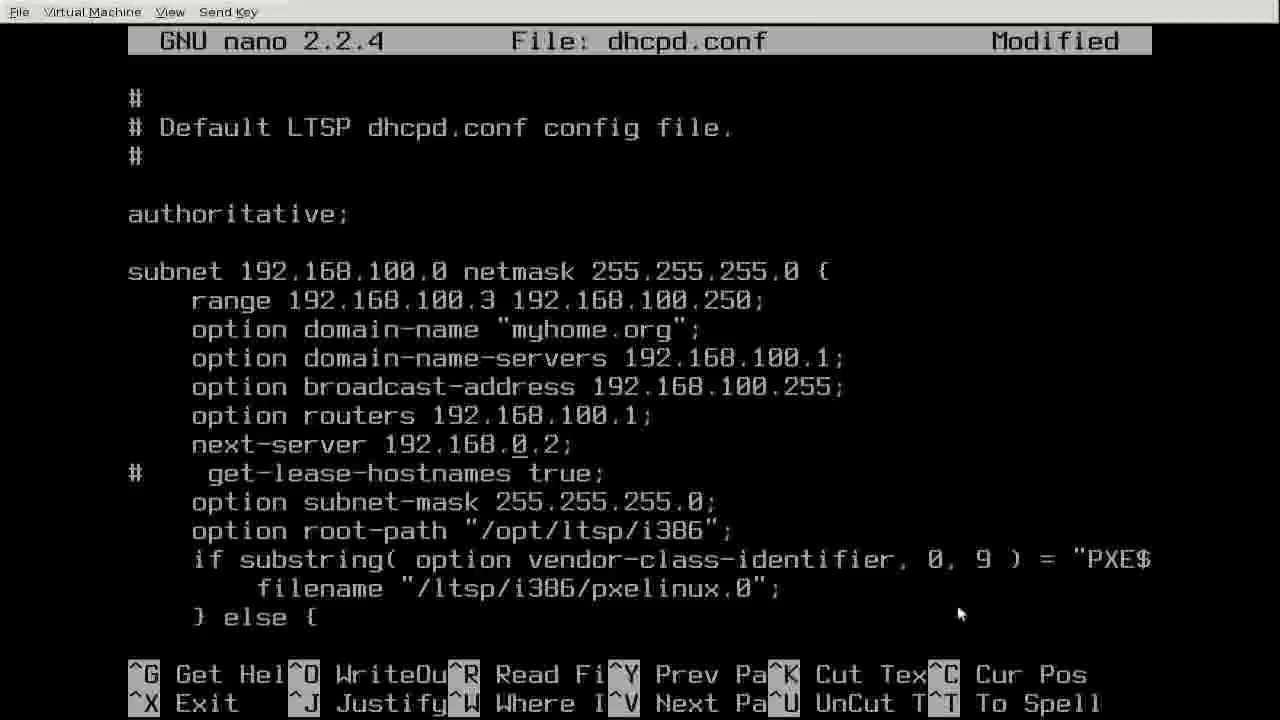 File Virtual Machine View Send Key
GNU nano 2.2.4 File: dhcpd.conf Modified
#
# Default LTSP dhcpd.conf config file.
#
authoritative;
subnet 192.168.100.0 netmask 255.255.255.0 {
range 192.168.100.3 192.168.100.250;
option domain-name "myhome.org";
option domain-name-servers 192.168.100.1;
option broadcast-address 192.168.100.255;
option routers 192.168.100.1;
next-server 192.168.0.2;
# get-lease-hostnames true;
option subnet-mask 255.255.255.0;
option root-path "/opt/ltsp/i386";
if substring( option vendor-class-identifier, 0, 9 ) = "PXE$
filename "/ltsp/i386/pxelinux.0";
} else {
^G Get Hel ^O WriteOu ^R Read Fi ^Y Prev Pa ^K Cut Tex ^C Cur Pos
^X Exit ^J Justify ^W Where I ^V Next Pa ^U UnCut T ^T To Spell